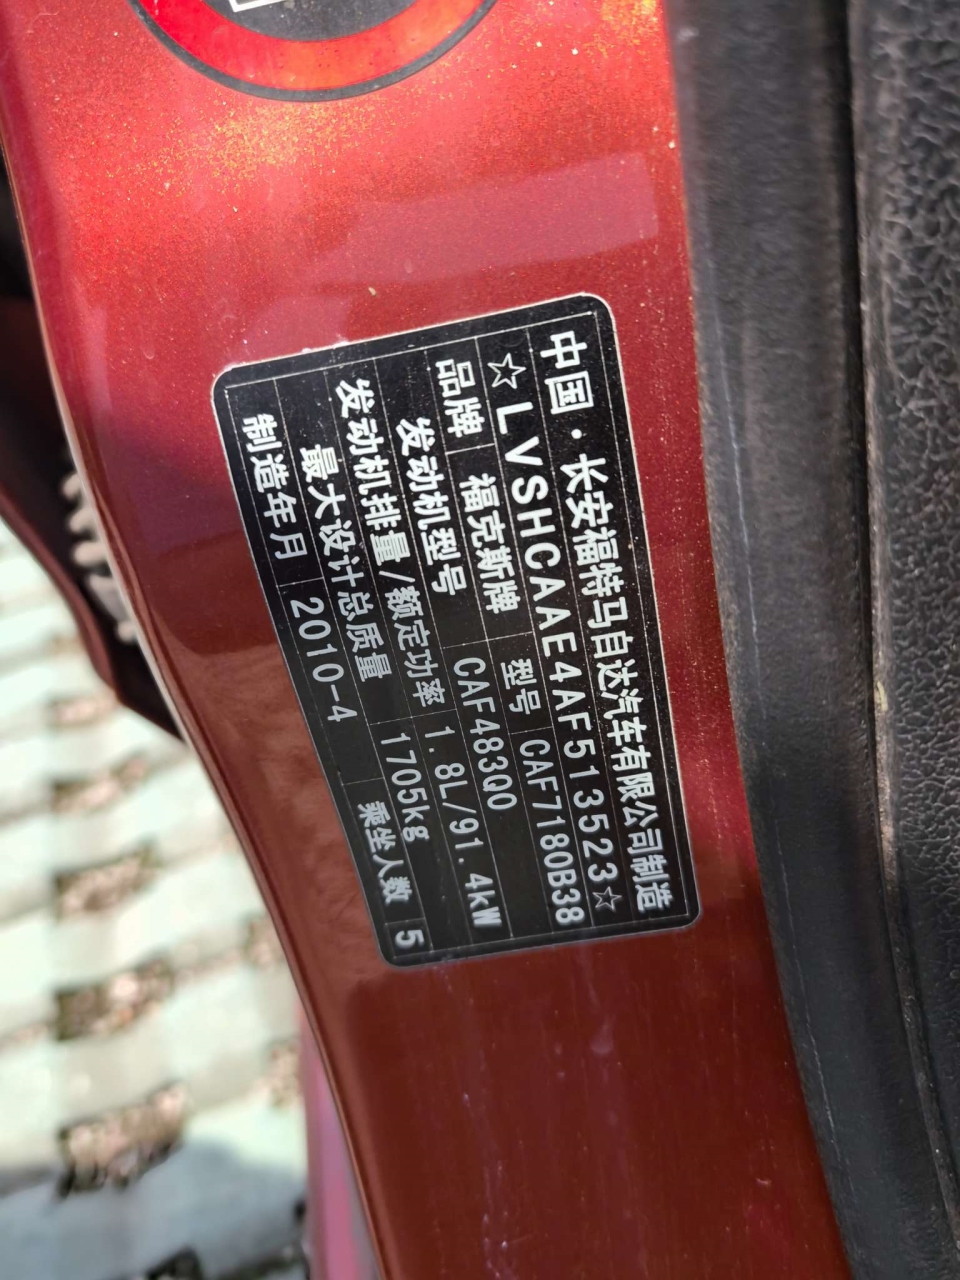 中国·长安福特马自达汽车有限公司制造
☆LVSHCAAE4AF513523☆
品牌 福克斯牌 型号 CAF7180B38
发动机型号 CAF483Q0
发动机排量/额定功率 1.8L/91.4kW
最大设计总质量 1705kg
制造年月 2010-4 乘坐人数 5